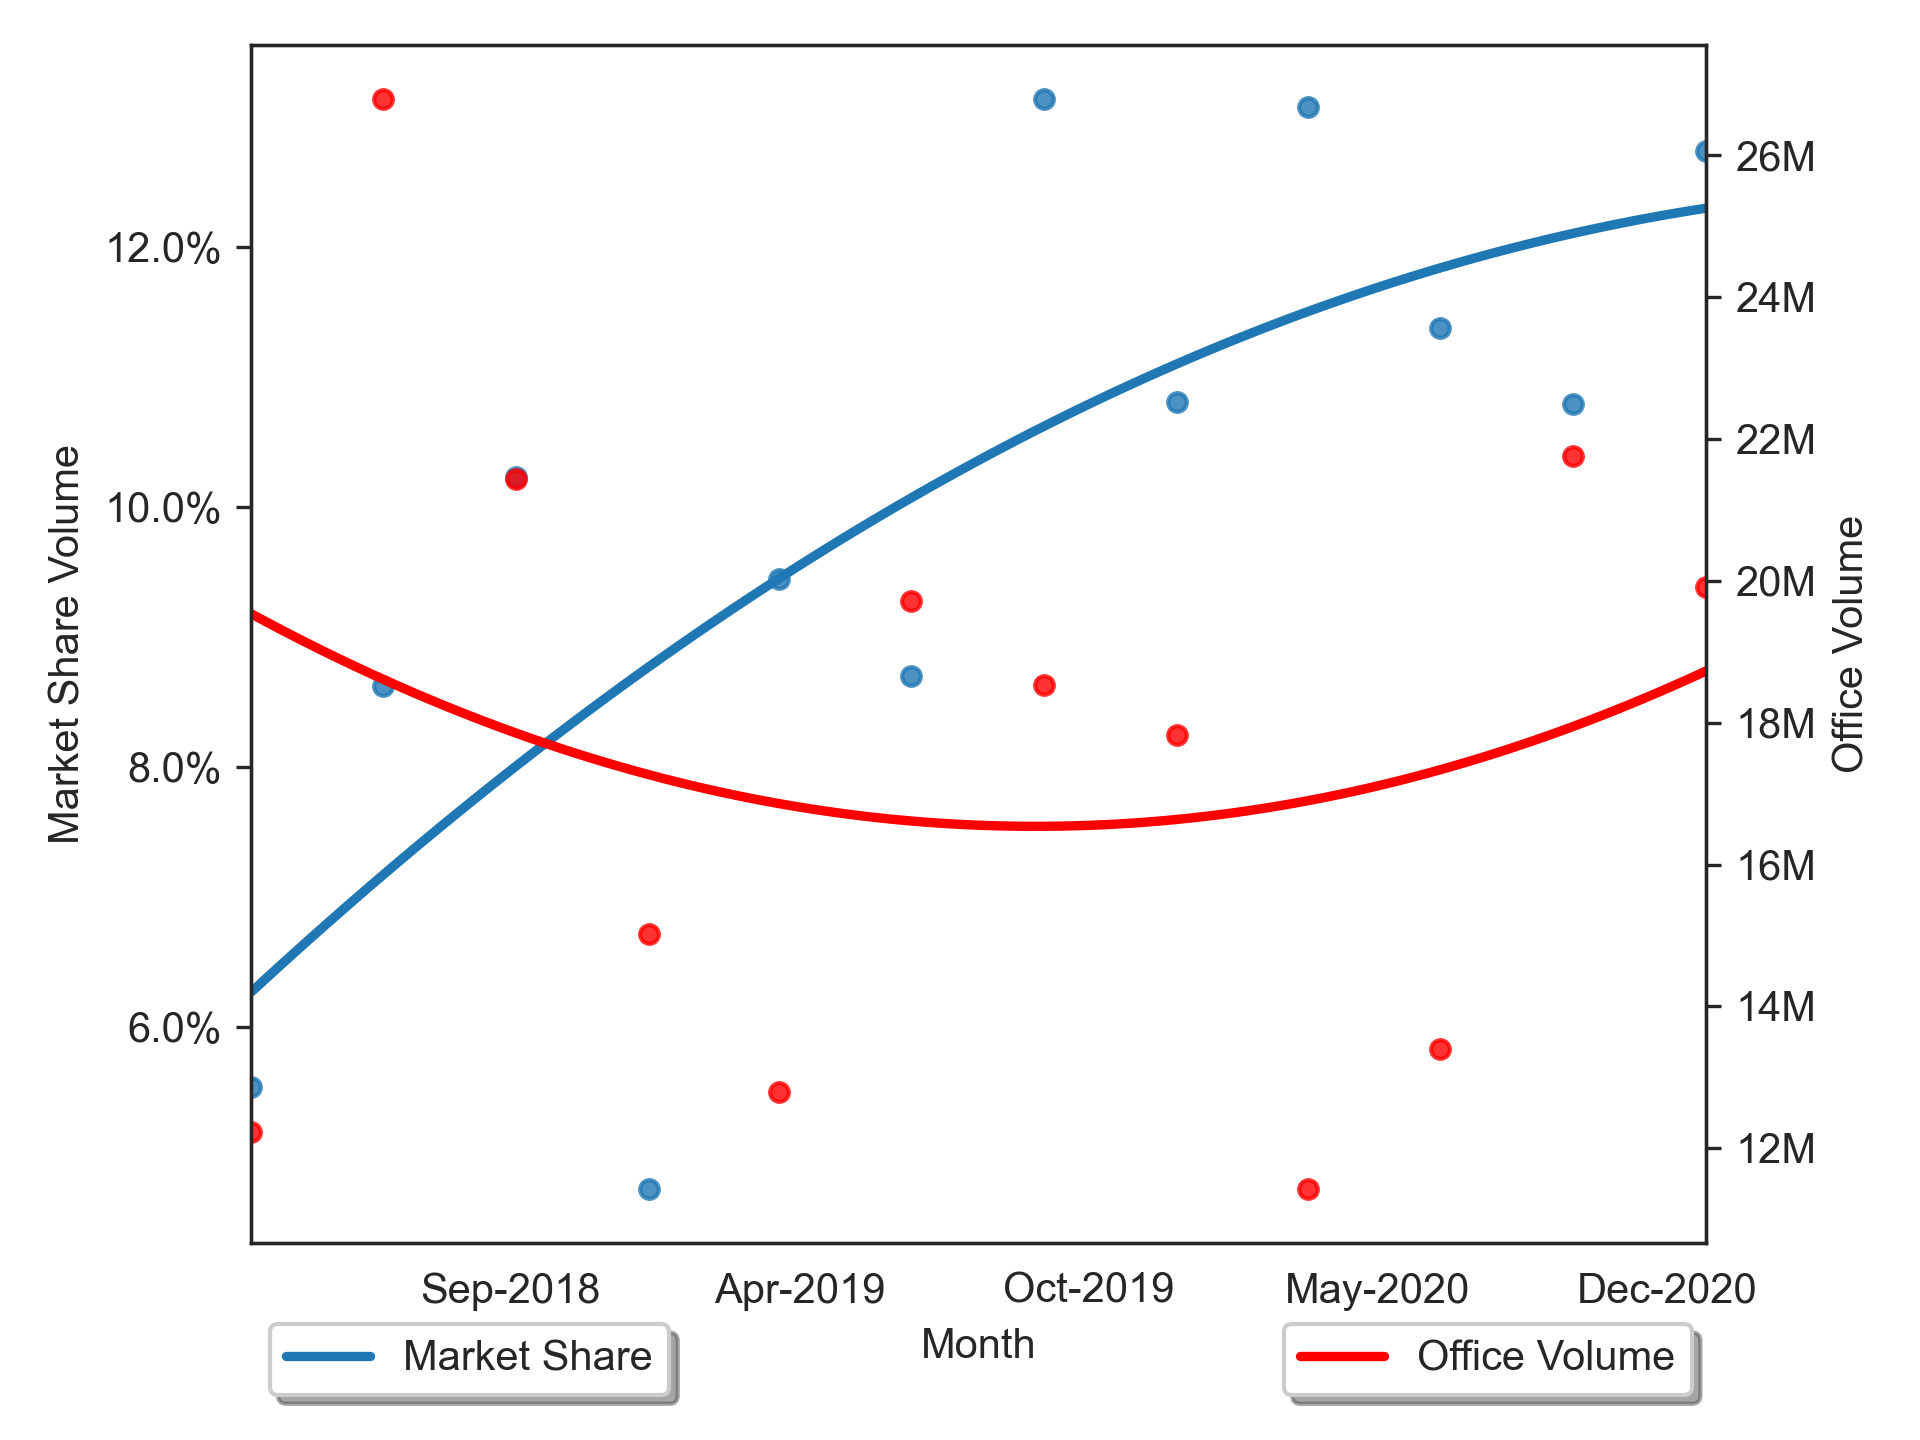 Market Share Volume
12.0%
10.0%
8.0%
6.0%
26M
24M
22M
20M
18M
16M
14M
12M
Office Volume
Sep-2018
Apr-2019
Oct-2019
May-2020
Dec-2020
Month
Market Share
Office Volume